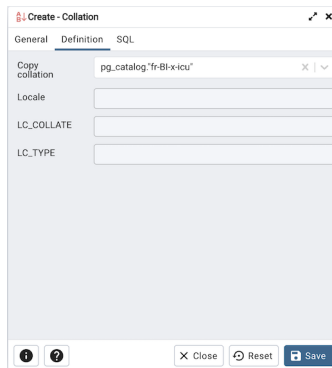 Create - Collation
General Definition SQL
Copy
collation
pg_catalog."fr-BI-x-icu"
Locale
LC_COLLATE
LC_TYPE
Close Reset Save